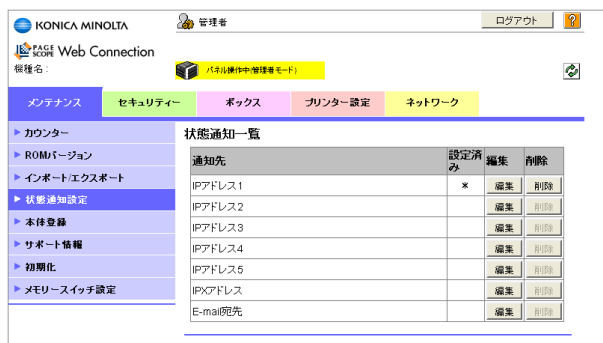 KONICA MINOLTA
管理者
ログアウト
?
PAGE SCOPE Web Connection
機種名 :
パネル操作中(管理者モード)
メンテナンス
セキュリティー
ボックス
プリンター設定
ネットワーク
カウンター
ROMバージョン
インポート/エクスポート
状態通知設定
本体登録
サポート情報
初期化
メモリースイッチ設定
状態通知一覧
通知先 設定済み 編集 削除
IPアドレス1 * 編集 削除
IPアドレス2 編集 削除
IPアドレス3 編集 削除
IPアドレス4 編集 削除
IPアドレス5 編集 削除
IPXアドレス 編集 削除
E-mail宛先 編集 削除